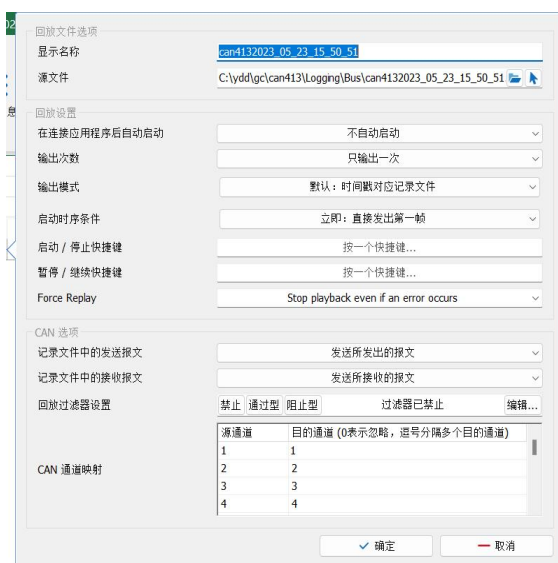 回放文件选项
显示名称 can4132023_05_23_15_50_51
源文件 C:\ydd\gc\can413\Logging\Bus\can4132023_05_23_15_50_51
回放设置
在连接应用程序后自动启动 不自动启动
输出次数 只输出一次
输出模式 默认：时间戳对应记录文件
启动时序条件 立即：直接发出第一帧
启动 / 停止快捷键 按一个快捷键...
暂停 / 继续快捷键 按一个快捷键...
Force Replay Stop playback even if an error occurs
CAN 选项
记录文件中的发送报文 发送所发出的报文
记录文件中的接收报文 发送所接收的报文
回放过滤器设置 禁止 通过型 阻止型 过滤器已禁止 编辑...
源通道 目的通道 (0表示忽略，逗号分隔多个目的通道)
1 1
CAN 通道映射 2 2
3 3
4 4
确定 取消